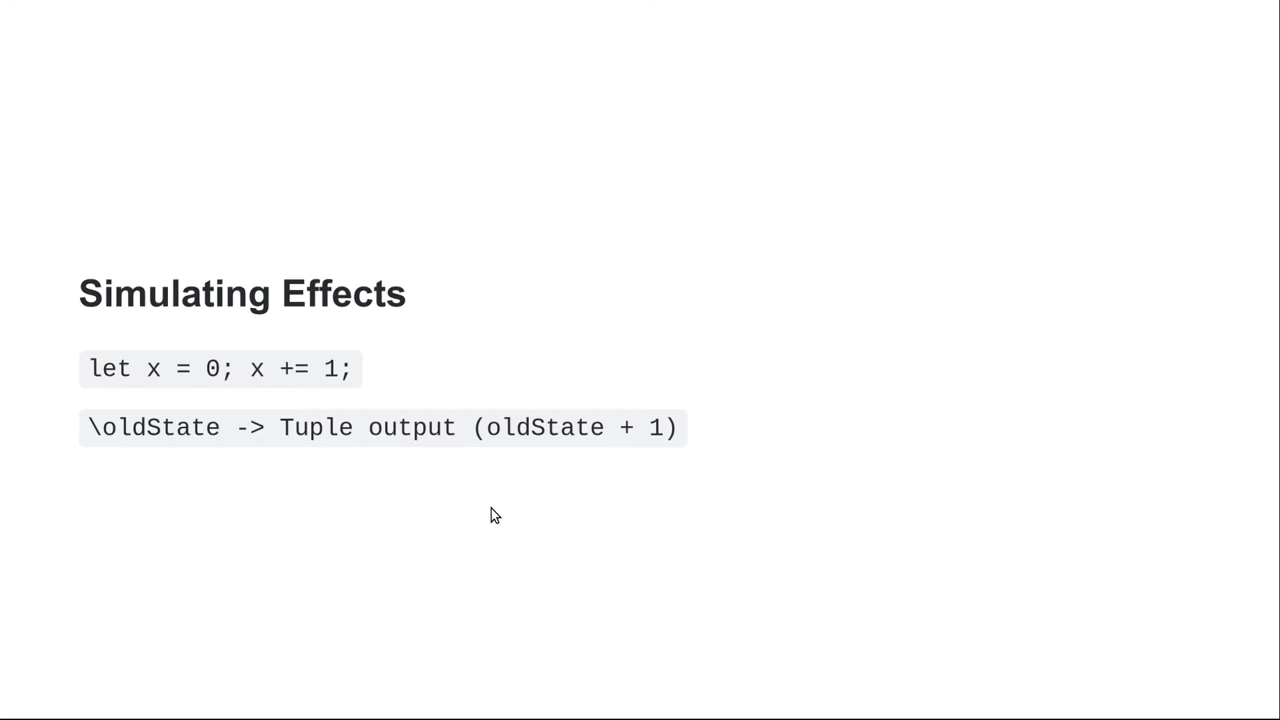 Simulating Effects
let x = 0; x += 1;
\oldState -> Tuple output (oldState + 1)